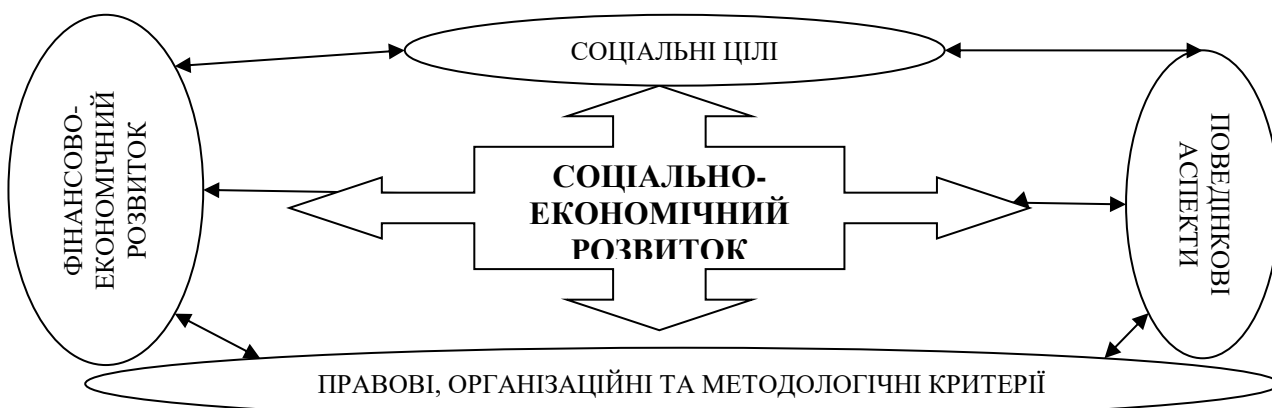 СОЦІАЛЬНІ ЦІЛІ
ФІНАНСОВО-
ЕКОНОМІЧНИЙ
РОЗВИТОК
СОЦІАЛЬНО-
ЕКОНОМІЧНИЙ
РОЗВИТОК
ПОВЕДІНКОВІ
АСПЕКТИ
ПРАВОВІ, ОРГАНІЗАЦІЙНІ ТА МЕТОДОЛОГІЧНІ КРИТЕРІЇ